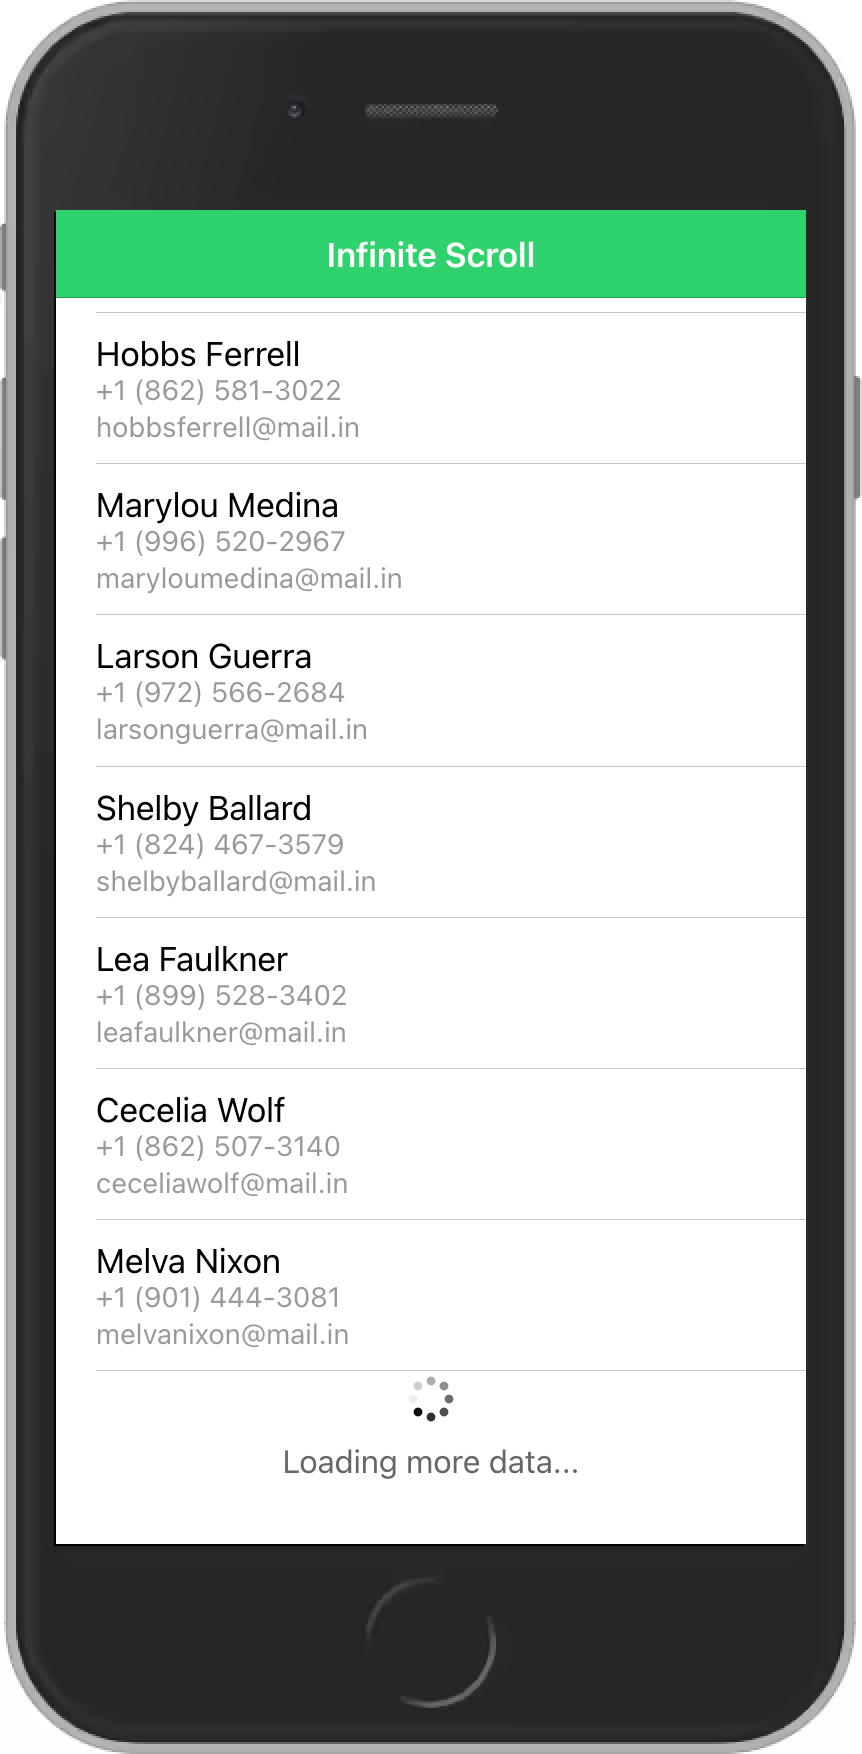 Infinite Scroll
Hobbs Ferrell
+1 (862) 581-3022
hobbsferrell@mail.in
Marylou Medina
+1 (996) 520-2967
maryloumedina@mail.in
Larson Guerra
+1 (972) 566-2684
larsonguerra@mail.in
Shelby Ballard
+1 (824) 467-3579
shelbyballard@mail.in
Lea Faulkner
+1 (899) 528-3402
leafaulkner@mail.in
Cecelia Wolf
+1 (862) 507-3140
ceceliawolf@mail.in
Melva Nixon
+1 (901) 444-3081
melvanixon@mail.in
Loading more data...